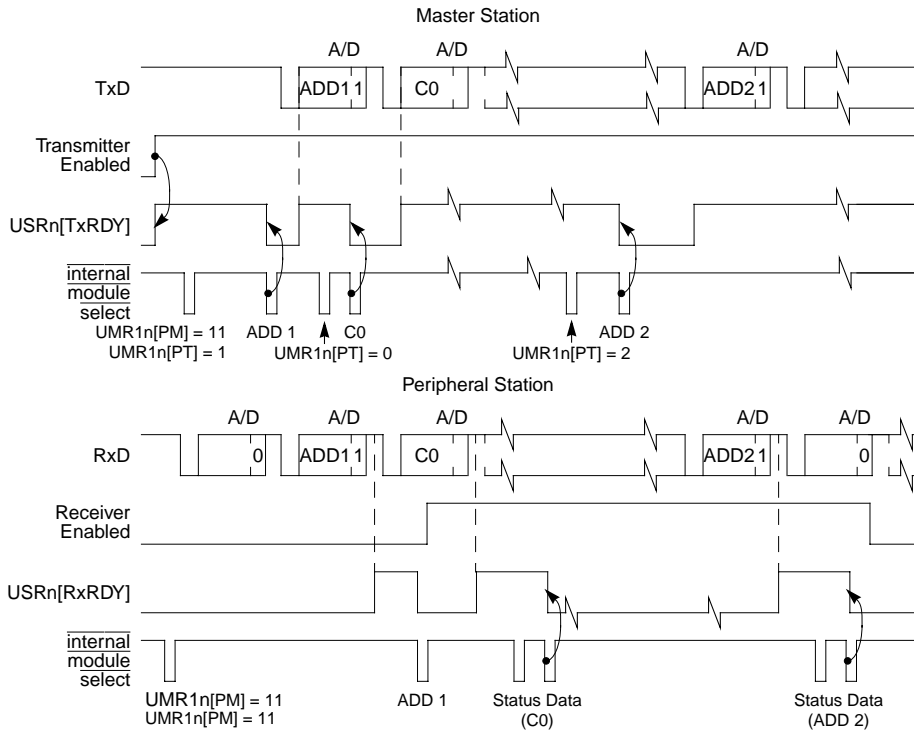 Master Station
A/D A/D A/D
TxD
ADD1 1 C0 ADD2 1
Transmitter
Enabled
USRn[TxRDY]
internal
module
select
ADD 1 C0 ADD 2
UMR1n[PM] = 11
UMR1n[PT] = 1 UMR1n[PT] = 0 UMR1n[PT] = 2
Peripheral Station
A/D A/D A/D A/D A/D
RxD
0 ADD1 1 C0 ADD2 1 0
Receiver
Enabled
USRn[RxRDY]
internal
module
select
UMR1n[PM] = 11
UMR1n[PM] = 11
ADD 1
Status Data
(C0)
Status Data
(ADD 2)